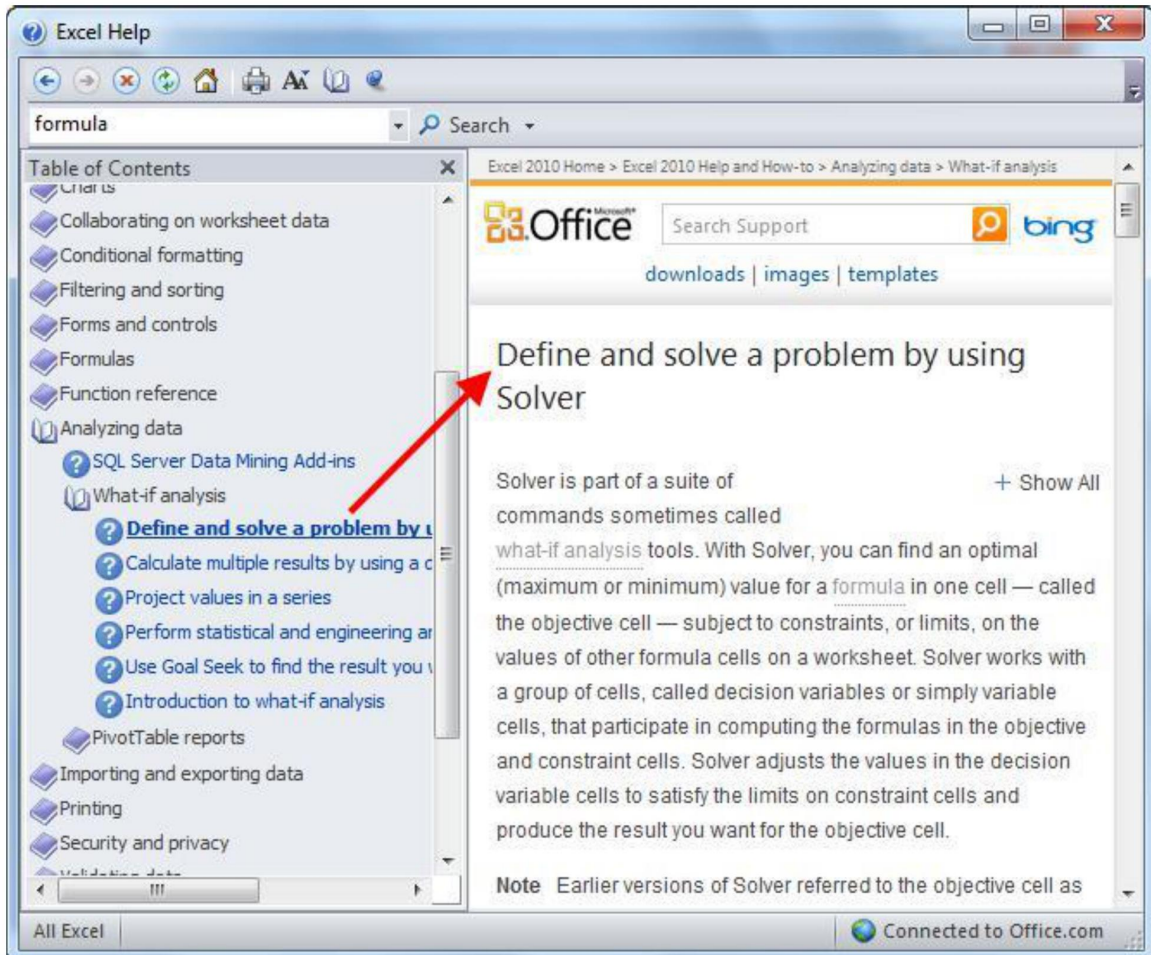 Excel Help
formula
Search
Table of Contents
Charts
Collaborating on worksheet data
Conditional formatting
Filtering and sorting
Forms and controls
Formulas
Function reference
Analyzing data
SQL Server Data Mining Add-ins
What-if analysis
Define and solve a problem by u
Calculate multiple results by using a d
Project values in a series
Perform statistical and engineering an
Use Goal Seek to find the result you w
Introduction to what-if analysis
PivotTable reports
Importing and exporting data
Printing
Security and privacy
Validating data
Excel 2010 Home > Excel 2010 Help and How-to > Analyzing data > What-if analysis
Microsoft®
Office
Search Support
bing
downloads | images | templates
Define and solve a problem by using
Solver
Solver is part of a suite of
+ Show All
commands sometimes called
what-if analysis tools. With Solver, you can find an optimal
(maximum or minimum) value for a formula in one cell — called
the objective cell — subject to constraints, or limits, on the
values of other formula cells on a worksheet. Solver works with
a group of cells, called decision variables or simply variable
cells, that participate in computing the formulas in the objective
and constraint cells. Solver adjusts the values in the decision
variable cells to satisfy the limits on constraint cells and
produce the result you want for the objective cell.
Note Earlier versions of Solver referred to the objective cell as
All Excel
Connected to Office.com